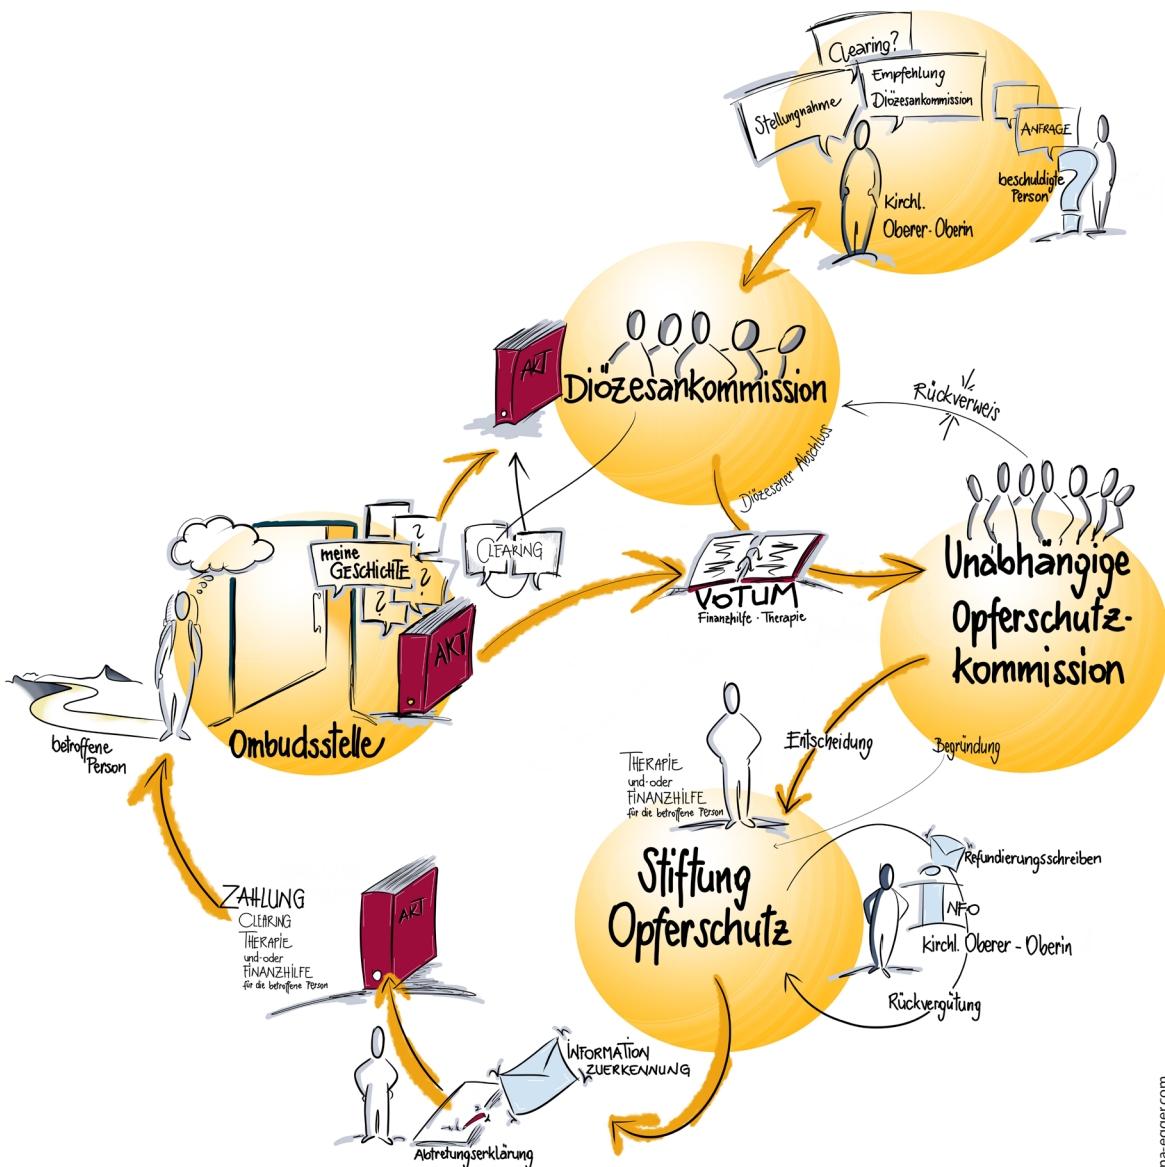 Clearing?
Empfehlung
Diözesankommission
Stellungnahme
ANFRAGE
beschuldigte
Person
?
Kirchl.
Oberer - Oberin
AKT
Diözesankommission
Rückverweis
Diözesaner Abschluss
CLEARING
meine
GESCHICHTE
?
?
?
AKT
VOTUM
Finanzhilfe · Therapie
Unabhängige
Opferschutz-
kommission
betroffene
Person
Ombudsstelle
Entscheidung
Begründung
THERAPIE
und-oder
FINANZHILFE
für die betroffene Person
Stiftung
Opferschutz
Refundierungsschreiben
INFO
Kirchl. Oberer - Oberin
Rückvergütung
ZAHLUNG
CLEARING
THERAPIE
und-oder
FINANZHILFE
für die betroffene Person
AKT
INFORMATION
ZUERKENNUNG
Abtretungserklärung